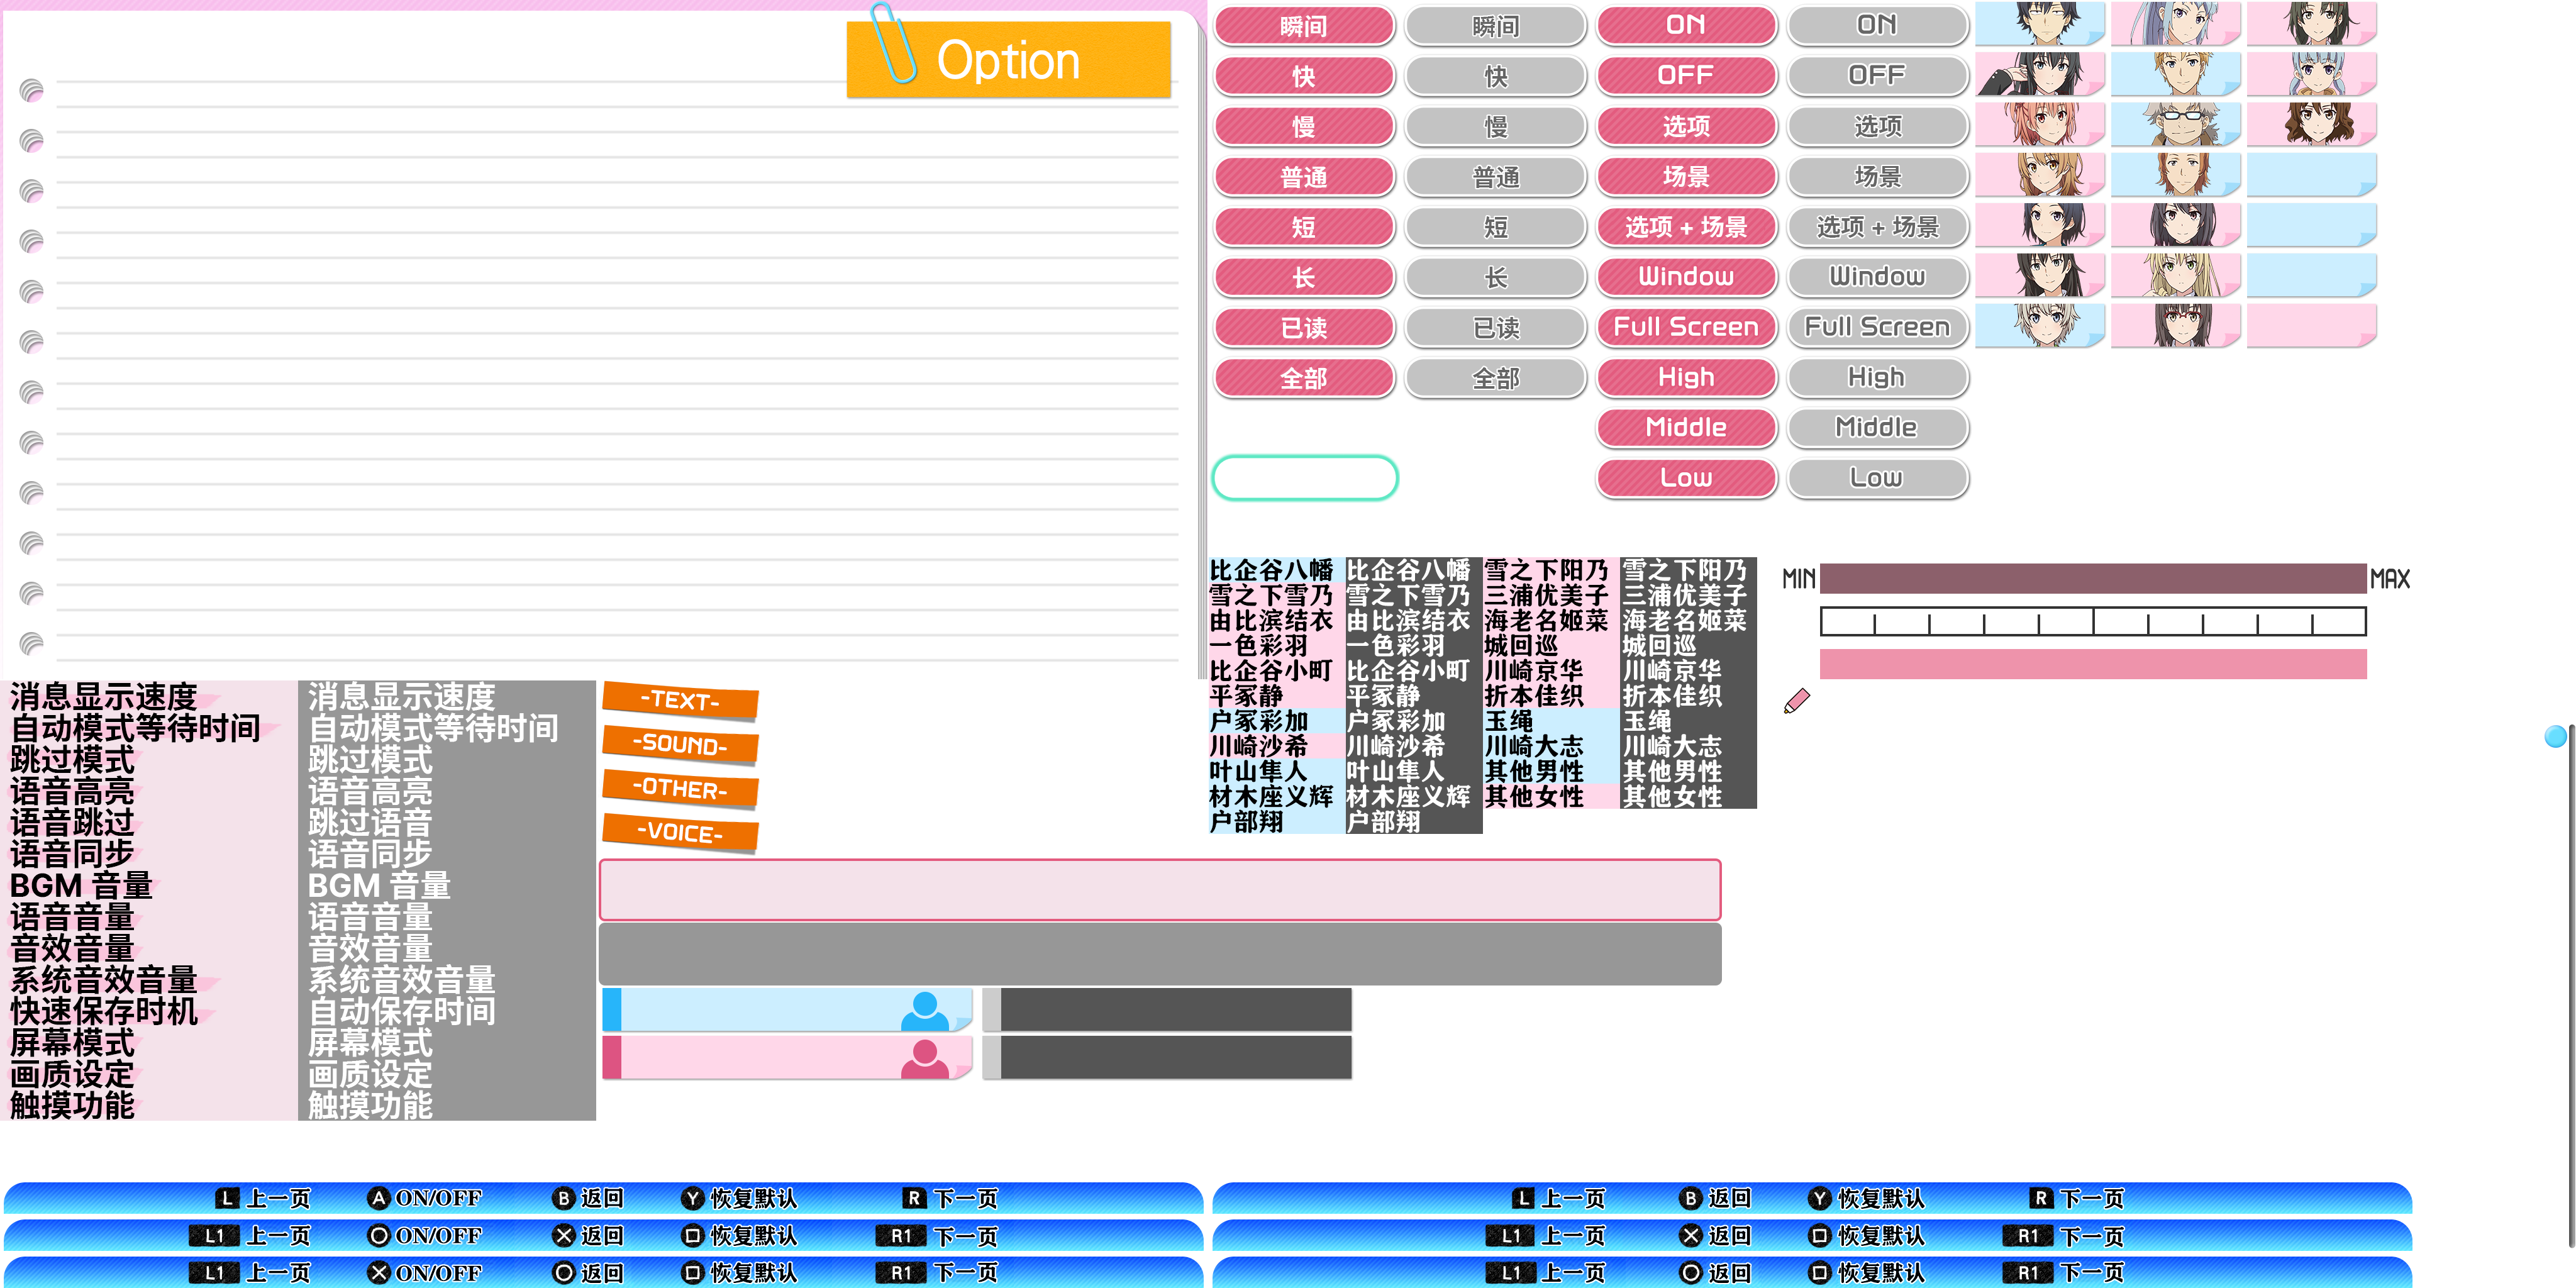 Option
瞬间 瞬间 ON ON
快 快 OFF OFF
慢 慢 选项 选项
普通 普通 场景 场景
短 短 选项 + 场景 选项 + 场景
长 长 Window Window
已读 已读 Full Screen Full Screen
全部 全部 High High
Middle Middle
Low Low
比企谷八幡 比企谷八幡 雪之下阳乃 雪之下阳乃
雪之下雪乃 雪之下雪乃 三浦优美子 三浦优美子
由比滨结衣 由比滨结衣 海老名姬菜 海老名姬菜
一色彩羽 一色彩羽 城回巡 城回巡
比企谷小町 比企谷小町 川崎京华 川崎京华
平冢静 平冢静 折本佳织 折本佳织
户冢彩加 户冢彩加 玉绳 玉绳
川崎沙希 川崎沙希 川崎大志 川崎大志
叶山隼人 叶山隼人 其他男性 其他男性
材木座义辉 材木座义辉 其他女性 其他女性
户部翔 户部翔
MIN MAX
消息显示速度 消息显示速度
自动模式等待时间 自动模式等待时间
跳过模式 跳过模式
语音高亮 语音高亮
语音跳过 跳过语音
语音同步 语音同步
BGM 音量 BGM 音量
语音音量 语音音量
音效音量 音效音量
系统音效音量 系统音效音量
快速保存时机 自动保存时间
屏幕模式 屏幕模式
画质设定 画质设定
触摸功能 触摸功能
-TEXT-
-SOUND-
-OTHER-
-VOICE-
L 上一页 A ON/OFF B 返回 Y 恢复默认 R 下一页 L 上一页 B 返回 Y 恢复默认 R 下一页
L1 上一页 ON/OFF 返回 恢复默认 R1 下一页 L1 上一页 返回 恢复默认 R1 下一页
L1 上一页 ON/OFF 返回 恢复默认 R1 下一页 L1 上一页 返回 恢复默认 R1 下一页